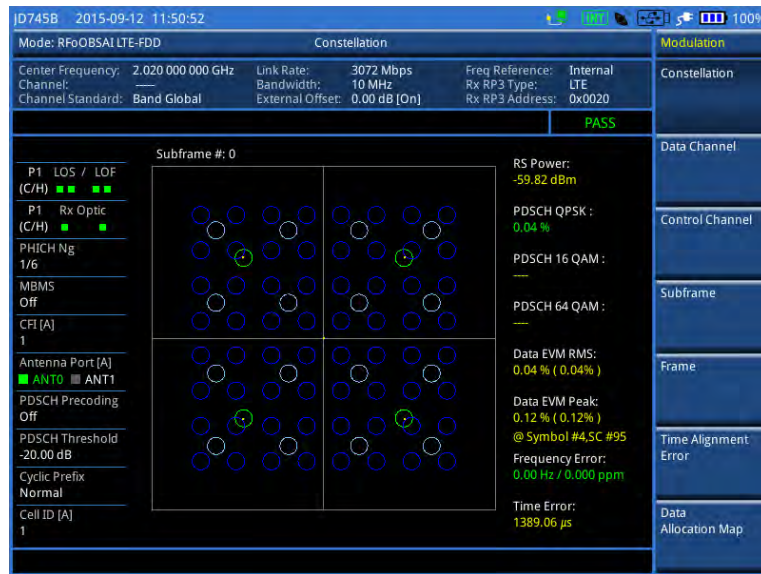 JD745B 2015-09-12 11:50:52 INT 100%
Mode: RFoOBSAI LTE-FDD Constellation Modulation
Center Frequency: 2.020 000 000 GHz Link Rate: 3072 Mbps Freq Reference: Internal
Channel: ---- Bandwidth: 10 MHz Rx RP3 Type: LTE
Channel Standard: Band Global External Offset: 0.00 dB [On] Rx RP3 Address: 0x0020
PASS
P1 LOS / LOF
(C/H)
P1 Rx Optic
(C/H)
PHICH Ng
1/6
MBMS
Off
CFI [A]
1
Antenna Port [A]
ANT0 ANT1
PDSCH Precoding
Off
PDSCH Threshold
-20.00 dB
Cyclic Prefix
Normal
Cell ID [A]
1
Subframe #: 0
RS Power:
-59.82 dBm
PDSCH QPSK :
0.04 %
PDSCH 16 QAM :
----
PDSCH 64 QAM :
----
Data EVM RMS:
0.04 % ( 0.04% )
Data EVM Peak:
0.12 % ( 0.12% )
@ Symbol #4,SC #95
Frequency Error:
0.00 Hz / 0.000 ppm
Time Error:
1389.06 µs
Constellation
Data Channel
Control Channel
Subframe
Frame
Time Alignment
Error
Data
Allocation Map